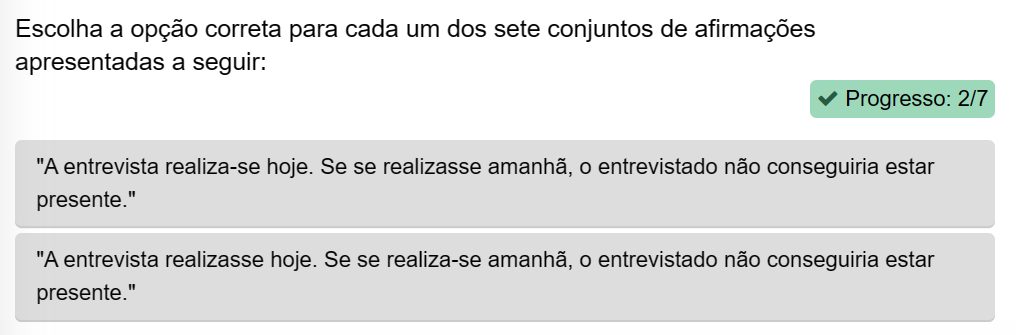 Escolha a opção correta para cada um dos sete conjuntos de afirmações
apresentadas a seguir:
Progresso: 2/7
"A entrevista realiza-se hoje. Se se realizasse amanhã, o entrevistado não conseguiria estar
presente."
"A entrevista realizasse hoje. Se se realiza-se amanhã, o entrevistado não conseguiria estar
presente."